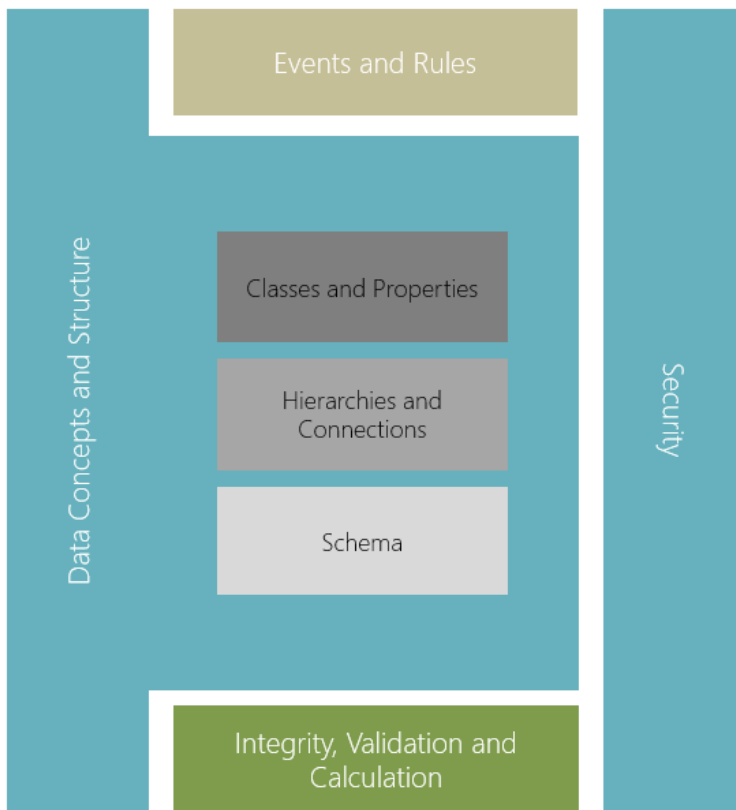 Events and Rules
Data Concepts and Structure
Classes and Properties
Hierarchies and
Connections
Schema
Security
Integrity, Validation and
Calculation